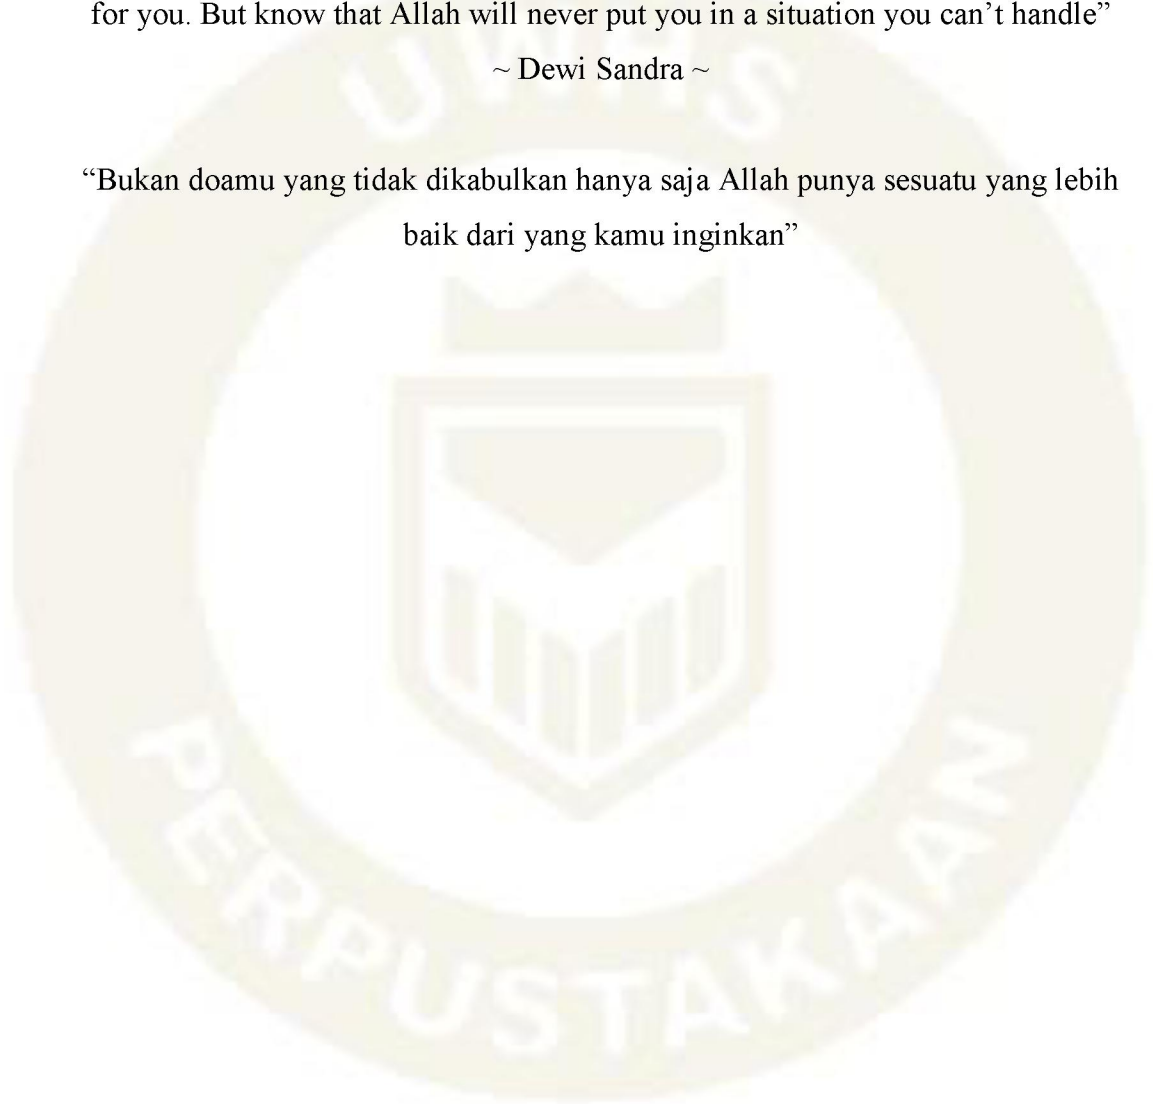 UWHS
for you. But know that Allah will never put you in a situation you can’t handle”
~ Dewi Sandra ~
“Bukan doamu yang tidak dikabulkan hanya saja Allah punya sesuatu yang lebih
baik dari yang kamu inginkan”
PERPUSTAKAAN